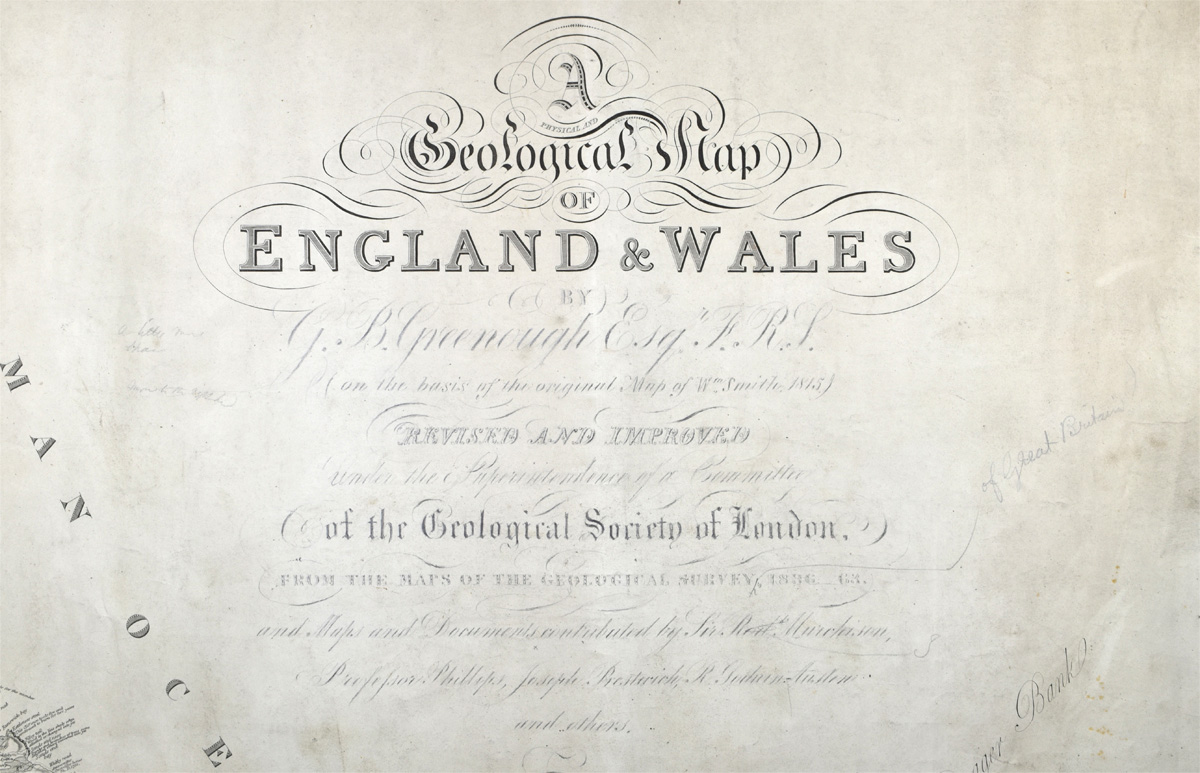 A
PHYSICAL AND
Geological Map
OF
ENGLAND & WALES
BY
G. B. Greenough Esqr. F.R.S.
(on the basis of the original Map of Wm. Smith, 1815)
REVISED AND IMPROVED
under the Superintendence of a Committee
of the Geological Society of London,
FROM THE MAPS OF THE GEOLOGICAL SURVEY, 1836 _ 63.
of Great Britain
and Maps and Documents contributed by Sir Rodk. Murchison,
Professor Phillips, Joseph Prestwich, R. Godwin-Austen
and others.
MAN OCE
Bank